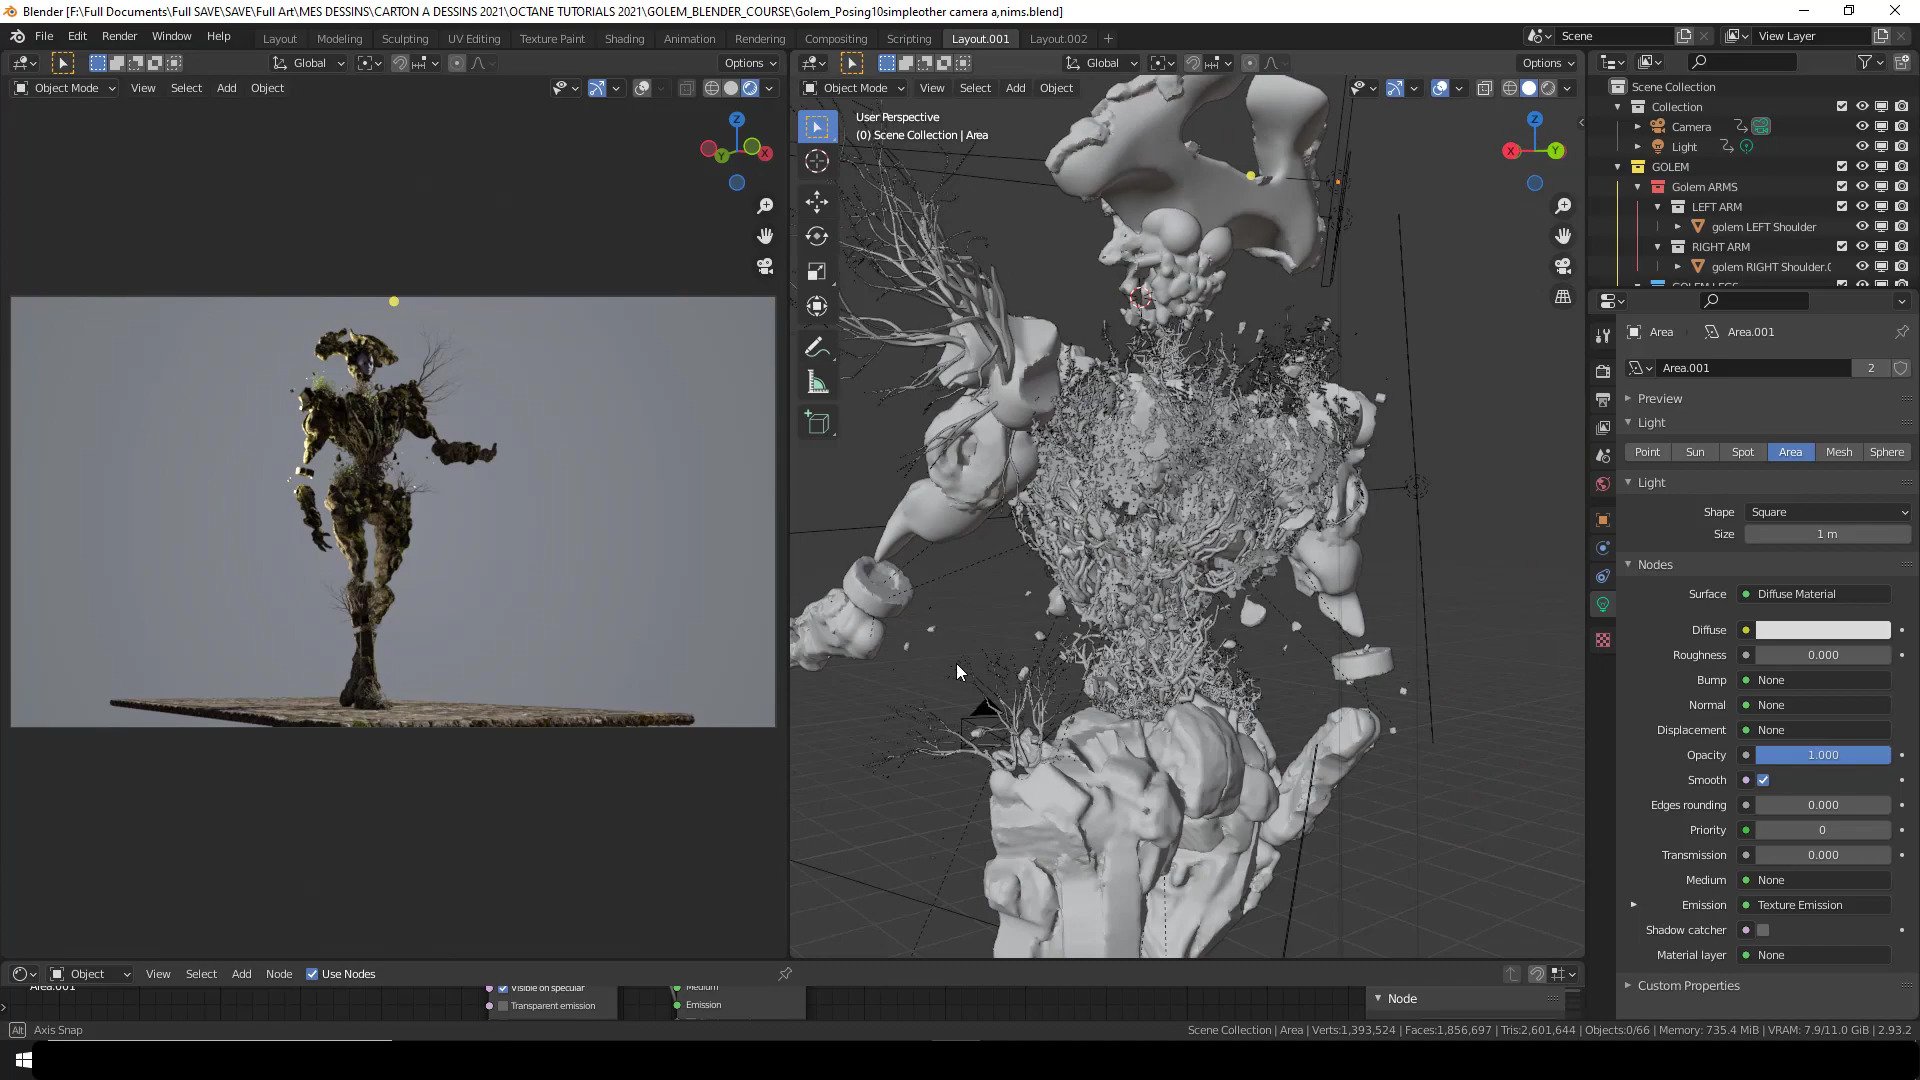 Blender [F:\Full Documents\Full SAVE\SAVE\Full Art\MES DESSINS\CARTON A DESSINS 2021\OCTANE TUTORIALS 2021\GOLEM_BLENDER_COURSE\Golem_Posing10simpleother camera a,nims.blend]
File Edit Render Window Help Layout Modeling Sculpting UV Editing Texture Paint Shading Animation Rendering Compositing Scripting Layout.001 Layout.002 + Scene View Layer
Global Options Global Options
Object Mode View Select Add Object Object Mode View Select Add Object Scene Collection
Collection
User Perspective
(0) Scene Collection | Area
Camera
Light
GOLEM
Golem ARMS
LEFT ARM
golem LEFT Shoulder
RIGHT ARM
golem RIGHT Shoulder.(
GOLEM LEGS
Z
Y
X
Z
X
Y
Area Area.001
Area.001 2
Preview
Light
Point Sun Spot Area Mesh Sphere
Light
Shape Square
Size 1 m
Nodes
Surface Diffuse Material
Diffuse
Roughness 0.000
Bump None
Normal None
Displacement None
Opacity 1.000
Smooth
Edges rounding 0.000
Priority 0
Transmission 0.000
Medium None
Emission Texture Emission
Shadow catcher
Material layer None
Custom Properties
Object View Select Add Node Use Nodes
Area.001 Visible on specular Medium
Transparent emission Emission
Node
Alt Axis Snap Scene Collection | Area | Verts:1,393,524 | Faces:1,856,697 | Tris:2,601,644 | Objects:0/66 | Memory: 735.4 MiB | VRAM: 7.9/11.0 GiB | 2.93.2